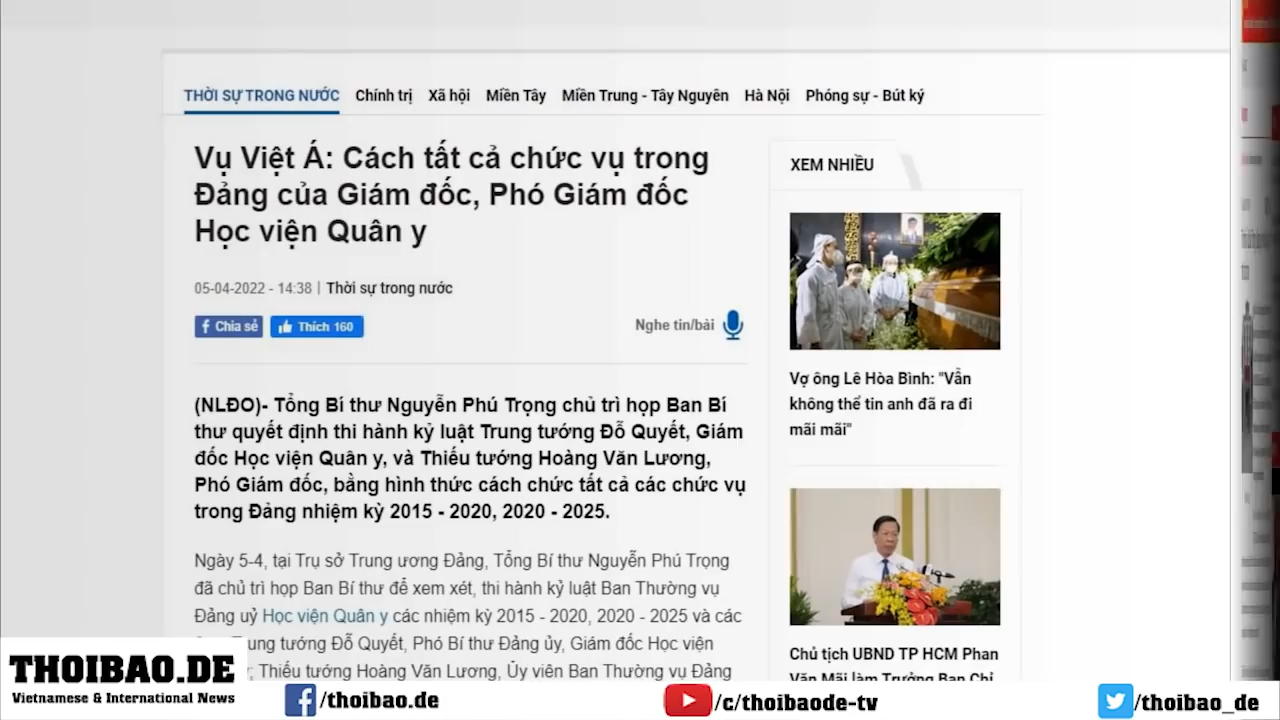 THỜI SỰ TRONG NƯỚC Chính trị Xã hội Miền Tây Miền Trung - Tây Nguyên Hà Nội Phóng sự - Bút ký
Vụ Việt Á: Cách tất cả chức vụ trong
Đảng của Giám đốc, Phó Giám đốc
Học viện Quân y
05-04-2022 - 14:38 | Thời sự trong nước
Chia sẻ Thích 160
Nghe tin/bài
(NLĐO)- Tổng Bí thư Nguyễn Phú Trọng chủ trì họp Ban Bí
thư quyết định thi hành kỷ luật Trung tướng Đỗ Quyết, Giám
đốc Học viện Quân y, và Thiếu tướng Hoàng Văn Lương,
Phó Giám đốc, bằng hình thức cách chức tất cả các chức vụ
trong Đảng nhiệm kỳ 2015 - 2020, 2020 - 2025.
Ngày 5-4, tại Trụ sở Trung ương Đảng, Tổng Bí thư Nguyễn Phú Trọng
đã chủ trì họp Ban Bí thư để xem xét, thi hành kỷ luật Ban Thường vụ
Đảng uỷ Học viện Quân y các nhiệm kỳ 2015 - 2020, 2020 - 2025 và các
tướng Đỗ Quyết, Phó Bí thư Đảng ủy, Giám đốc Học viện
Thiếu tướng Hoàng Văn Lương, Ủy viên Ban Thường vụ Đảng
XEM NHIỀU
Vợ ông Lê Hòa Bình: "Vẫn
không thể tin anh đã ra đi
mãi mãi"
Chủ tịch UBND TP HCM Phan
Văn Mãi làm Trưởng Ban Chỉ
THOIBAO.DE
Vietnamese & International News
/thoibao.de
/c/thoibaode-tv
/thoibao_de